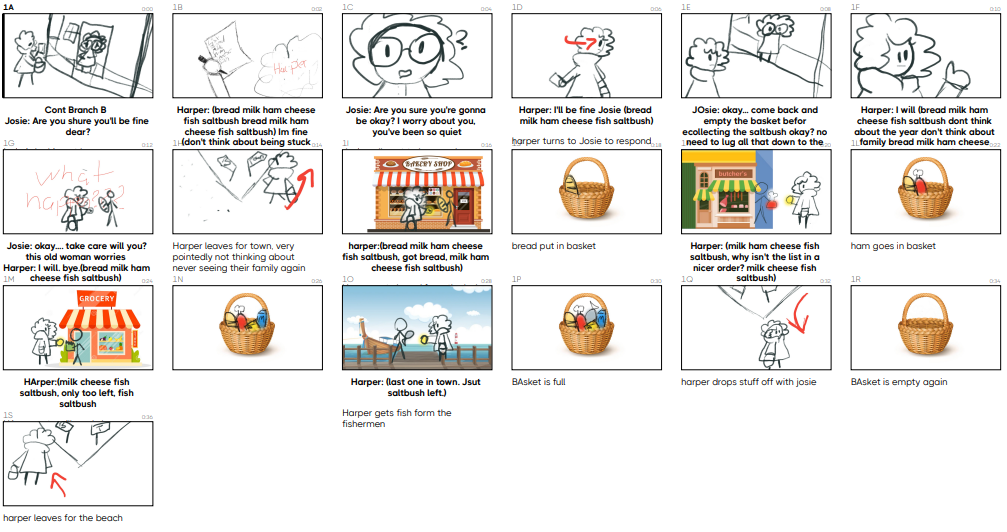 1A 0:00
Cont Branch B
Josie: Are you shure you'll be fine
dear?
1B 0:02
Harper
Harper: (bread milk ham cheese
fish saltbush bread milk ham
cheese fish saltbush) Im fine
(don't think about being stuck
1C 0:04
Josie: Are you sure you're gonna
be okay? I worry about you,
you've been so quiet
1D 0:06
Harper: I'll be fine Josie (bread
milk ham cheese fish saltbush)
harper turns to Josie to respond
1E 0:08
JOsie: okay... come back and
empty the basket befor
ecollecting the saltbush okay? no
need to lug all that down to the
1F 0:10
Harper: I will (bread milk ham
cheese fish saltbush dont think
about the year don't think about
family bread milk ham cheese
1G 0:12
what
happens??
Josie: okay.... take care will you?
this old woman worries
Harper: I will. bye.(bread milk ham
cheese fish saltbush)
1H 0:14
Harper leaves for town, very
pointedly not thinking about
never seeing their family again
0:16
BAKERY SHOP
harper:(bread milk ham cheese
fish saltbush, got bread, milk ham
cheese fish saltbush)
0:18
bread put in basket
butcher's
Harper: (milk ham cheese fish
saltbush, why isn't the list in a
nicer order? milk cheese fish
saltbush)
1L 0:22
ham goes in basket
1M 0:24
GROCERY
HArper:(milk cheese fish
saltbush, only too left, fish
saltbush
1N 0:26
1O 0:28
Harper: (last one in town. Jsut
saltbush left.)
Harper gets fish form the
fishermen
1P 0:30
BAsket is full
1Q 0:32
harper drops stuff off with josie
1R 0:34
BAsket is empty again
1S 0:36
harper leaves for the beach